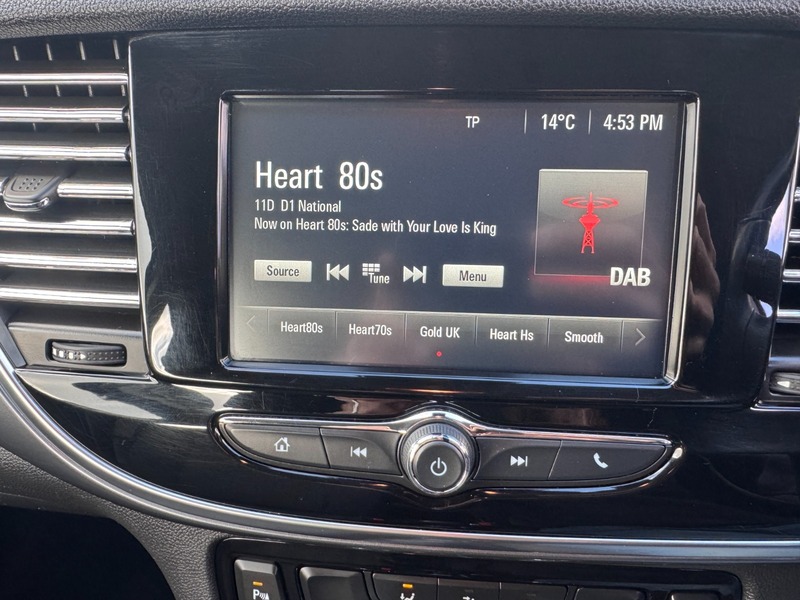 TP 14°C 4:53 PM
Heart 80s
11D D1 National
Now on Heart 80s: Sade with Your Love Is King
DAB
Source Tune Menu
Heart80s Heart70s Gold UK Heart Hs Smooth
P